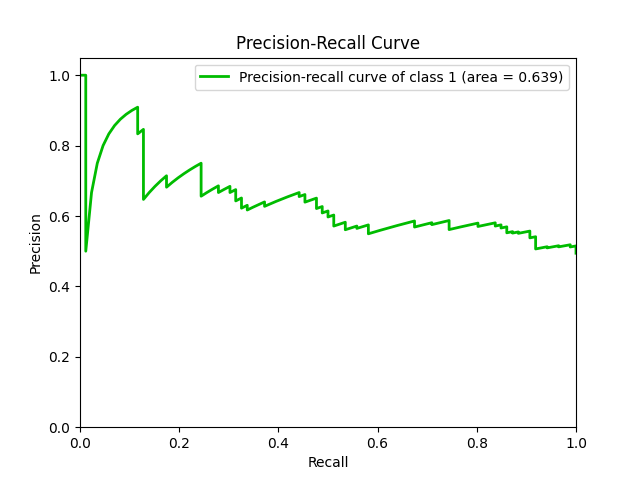 Precision-Recall Curve
Precision-recall curve of class 1 (area = 0.639)
1.0
0.8
0.6
0.4
0.2
0.0
Precision
0.0 0.2 0.4 0.6 0.8 1.0
Recall